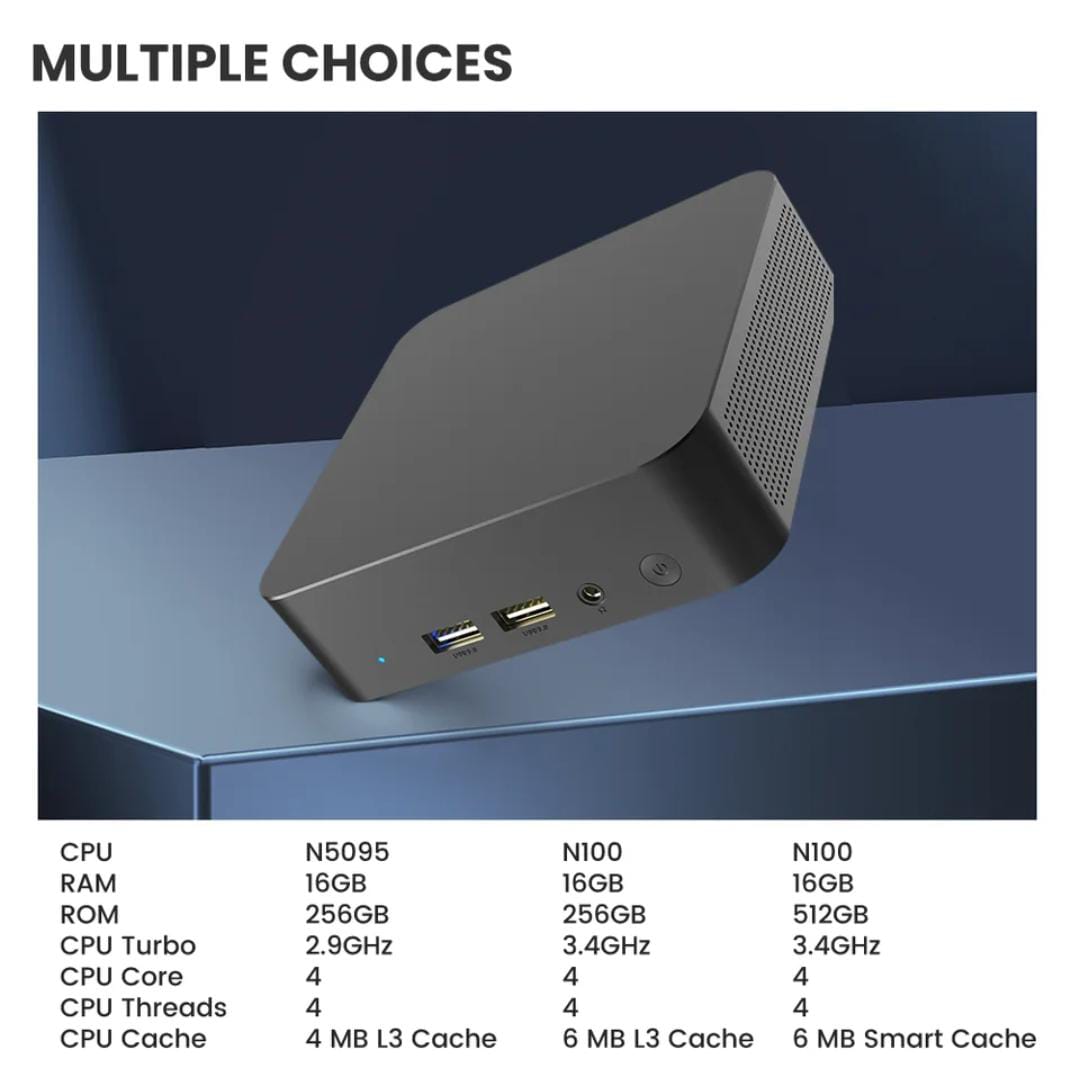 MULTIPLE CHOICES
CPU N5095 N100 N100
RAM 16GB 16GB 16GB
ROM 256GB 256GB 512GB
CPU Turbo 2.9GHz 3.4GHz 3.4GHz
CPU Core 4 4 4
CPU Threads 4 4 4
CPU Cache 4 MB L3 Cache 6 MB L3 Cache 6 MB Smart Cache